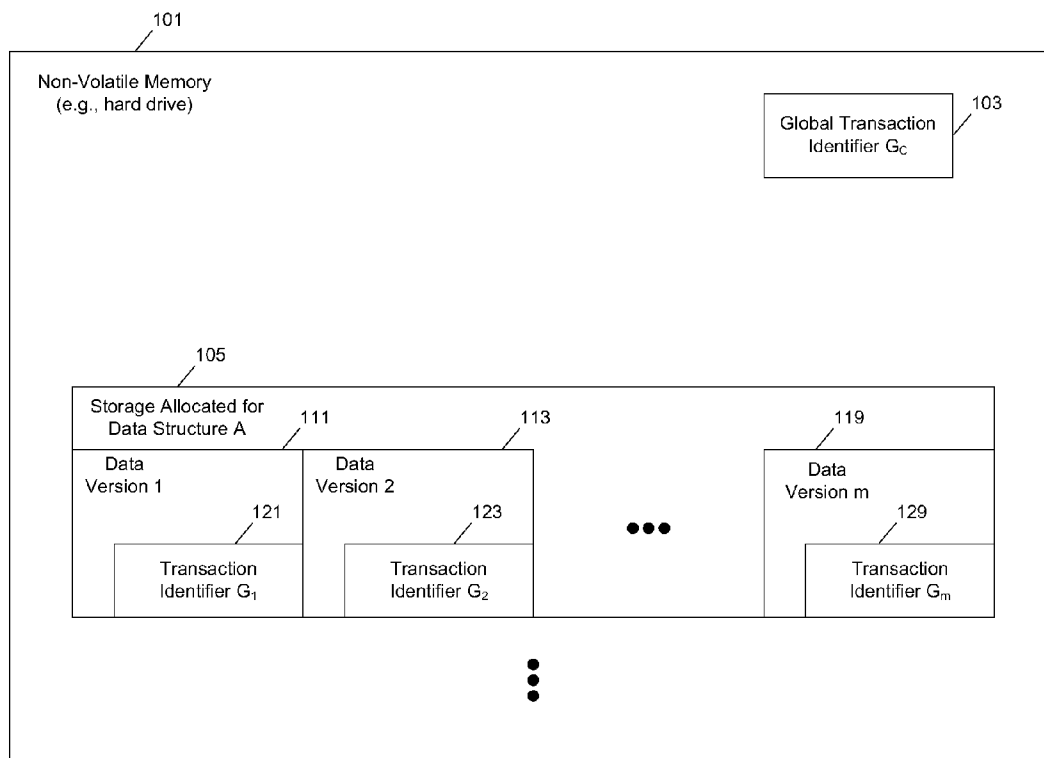 101
Non-Volatile Memory
(e.g., hard drive)
103
Global Transaction
Identifier G_C
105
Storage Allocated for
Data Structure A
111
113
119
Data
Version 1
Data
Version 2
Data
Version m
121
123
129
Transaction
Identifier G₁
Transaction
Identifier G₂
Transaction
Identifier Gₘ